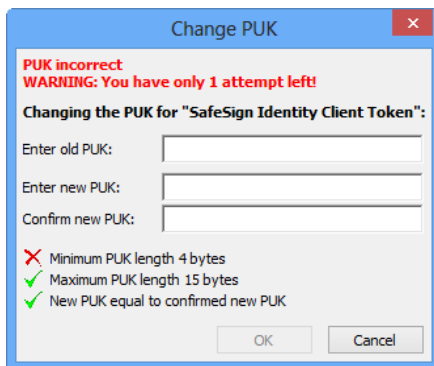 Change PUK
PUK incorrect
WARNING: You have only 1 attempt left!
Changing the PUK for "SafeSign Identity Client Token":
Enter old PUK:
Enter new PUK:
Confirm new PUK:
Minimum PUK length 4 bytes
Maximum PUK length 15 bytes
New PUK equal to confirmed new PUK
OK Cancel